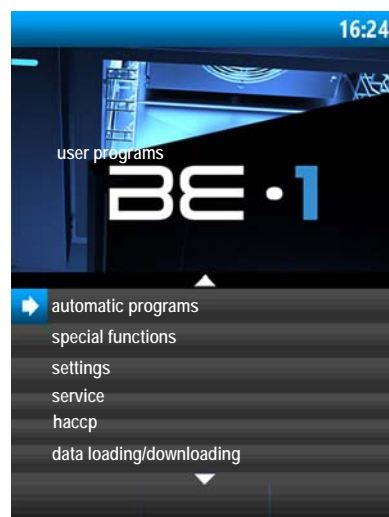 16:24
user programs
BE·1
automatic programs
special functions
settings
service
haccp
data loading/downloading